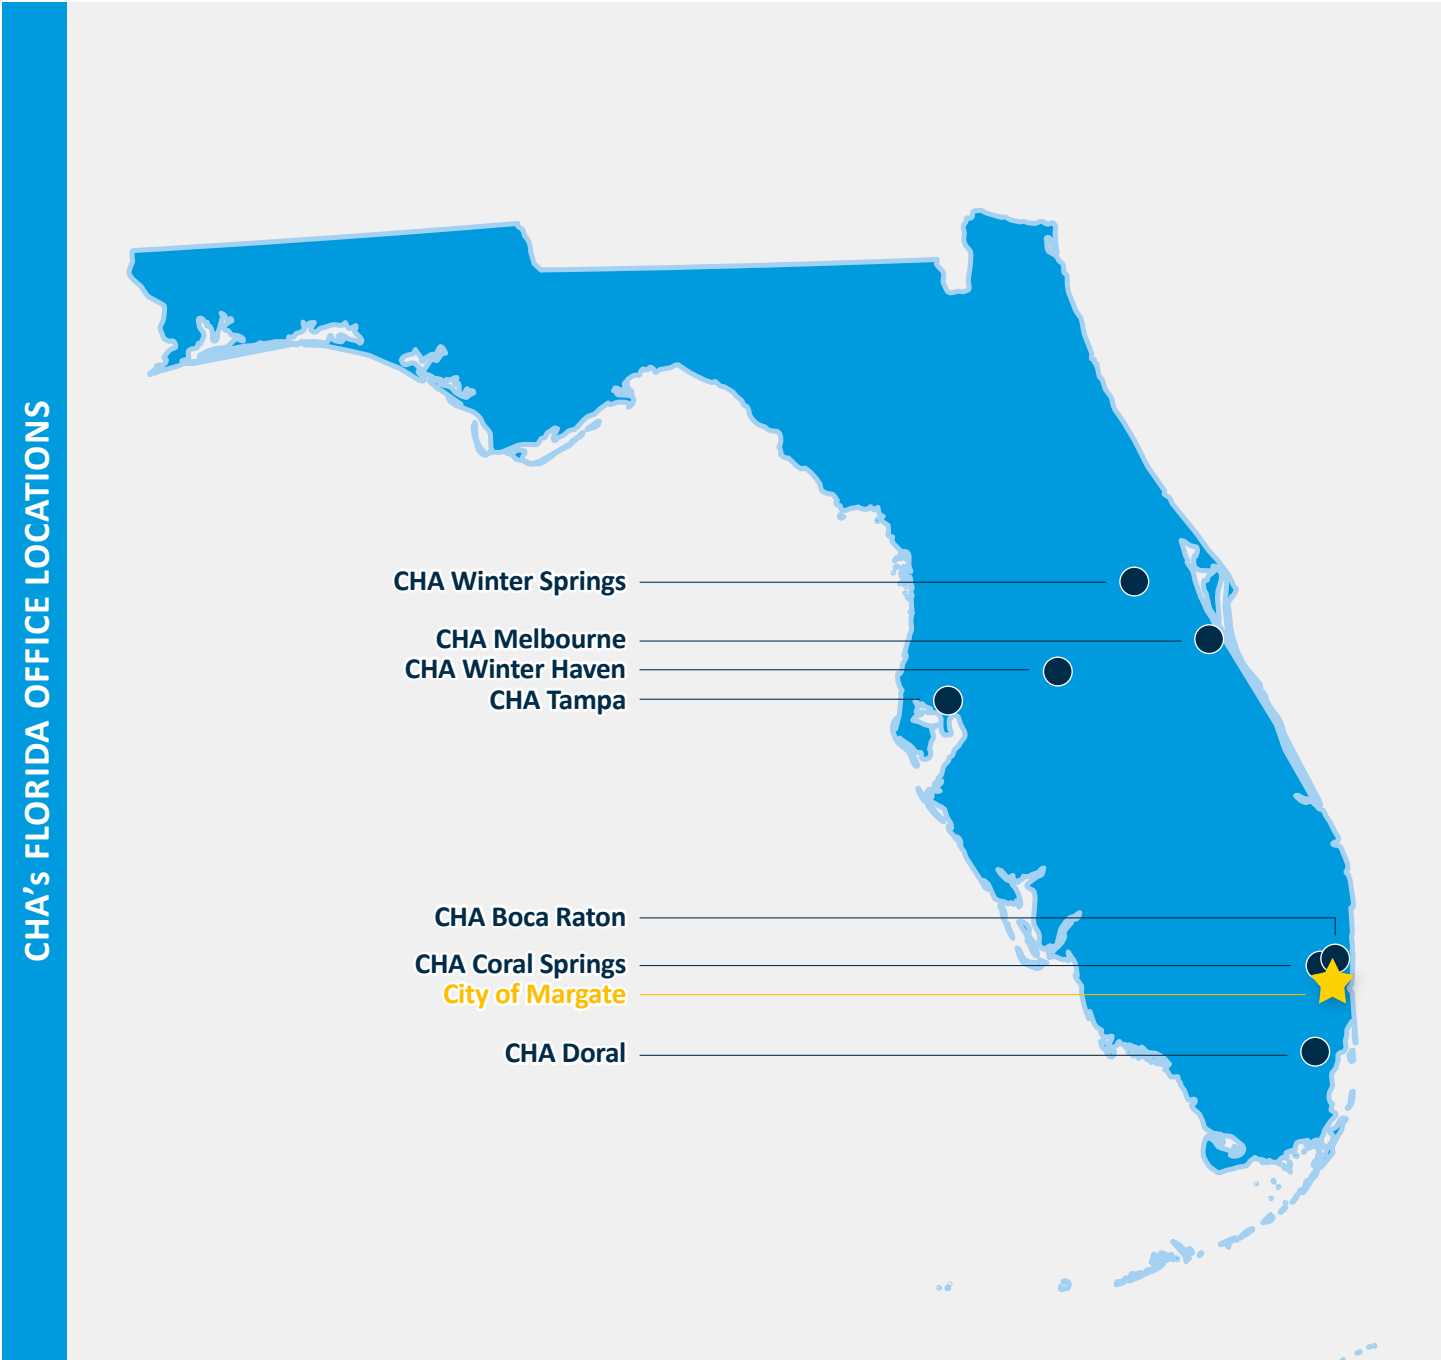 CHA's FLORIDA OFFICE LOCATIONS
CHA Winter Springs
CHA Melbourne
CHA Winter Haven
CHA Tampa
CHA Boca Raton
CHA Coral Springs
City of Margate
CHA Doral